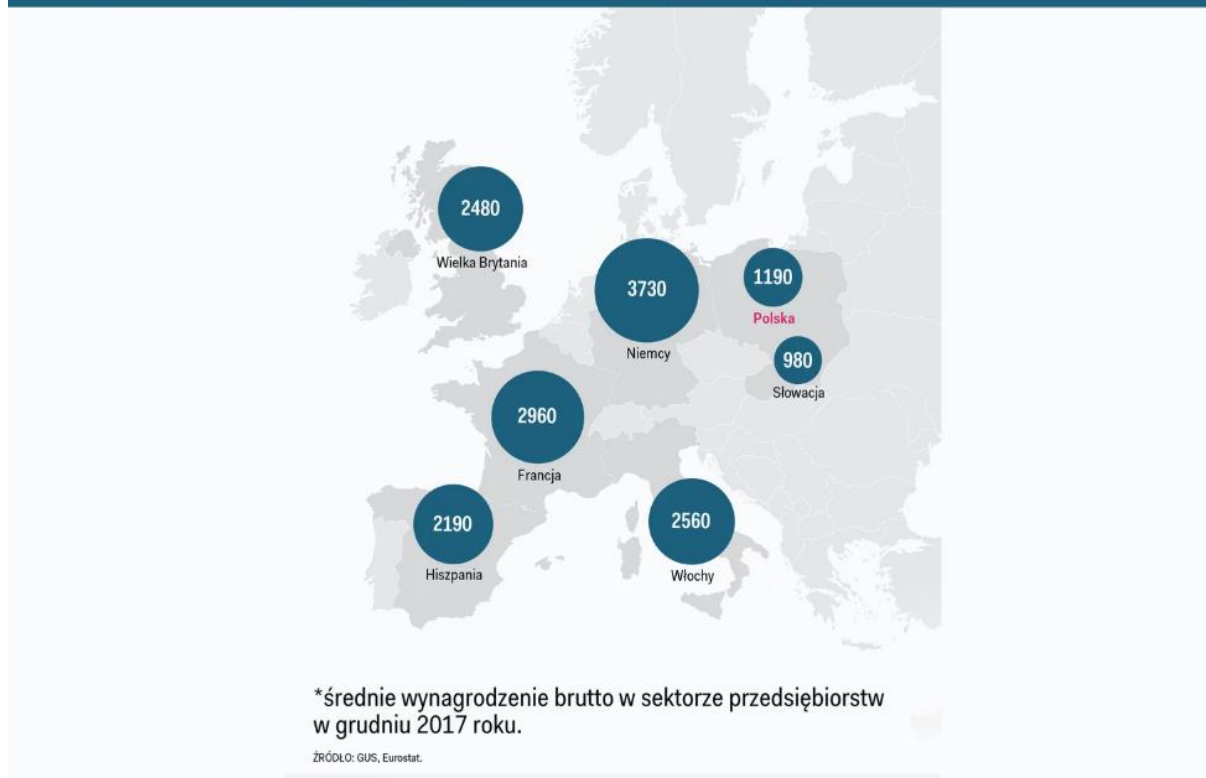 2480
Wielka Brytania
3730
Niemcy
1190
Polska
980
Słowacja
2960
Francja
2190
Hiszpania
2560
Włochy
*średnie wynagrodzenie brutto w sektorze przedsiębiorstw
w grudniu 2017 roku.
ŹRÓDŁO: GUS, Eurostat.